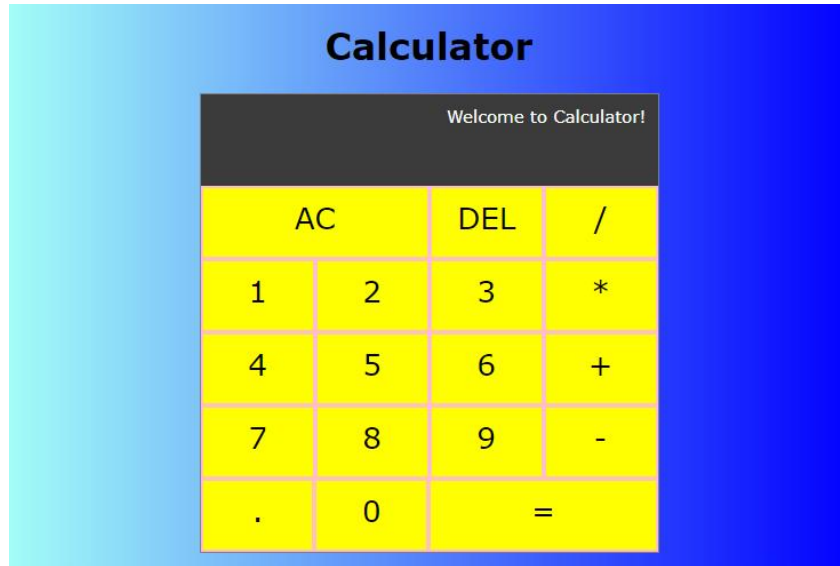 Calculator
Welcome to Calculator!
AC DEL /
1 2 3 *
4 5 6 +
7 8 9 -
. 0 =